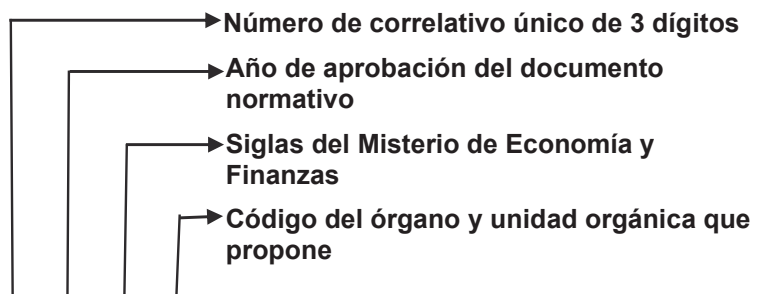 Número de correlativo único de 3 dígitos
Año de aprobación del documento
normativo
Siglas del Misterio de Economía y
Finanzas
Código del órgano y unidad orgánica que
propone